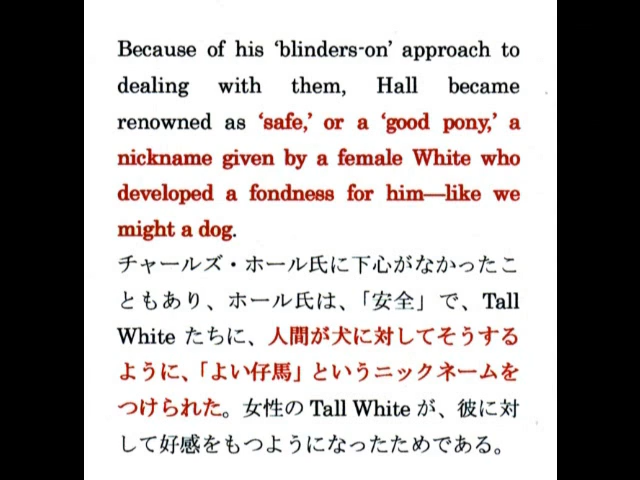 Because of his ‘blinders-on’ approach to
dealing with them, Hall became
renowned as ‘safe,’ or a ‘good pony,’ a
nickname given by a female White who
developed a fondness for him—like we
might a dog.
チャールズ・ホール氏に下心がなかったこ
ともあり、ホール氏は、「安全」で、Tall
White たちに、人間が犬に対してそうする
ように、「よい仔馬」というニックネームを
つけられた。女性の Tall White が、彼に対
して好感をもつようになったためである。